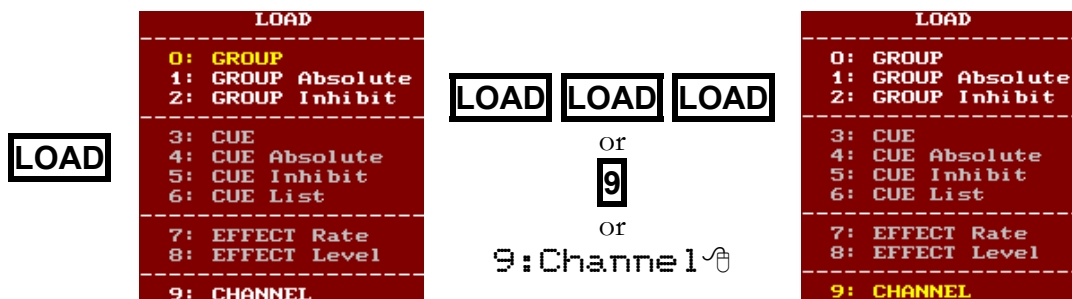 LOAD
LOAD
0: GROUP
1: GROUP Absolute
2: GROUP Inhibit
3: CUE
4: CUE Absolute
5: CUE Inhibit
6: CUE List
7: EFFECT Rate
8: EFFECT Level
9: CHANNEL
LOAD LOAD LOAD
or
9
or
9:Channel
LOAD
0: GROUP
1: GROUP Absolute
2: GROUP Inhibit
3: CUE
4: CUE Absolute
5: CUE Inhibit
6: CUE List
7: EFFECT Rate
8: EFFECT Level
9: CHANNEL